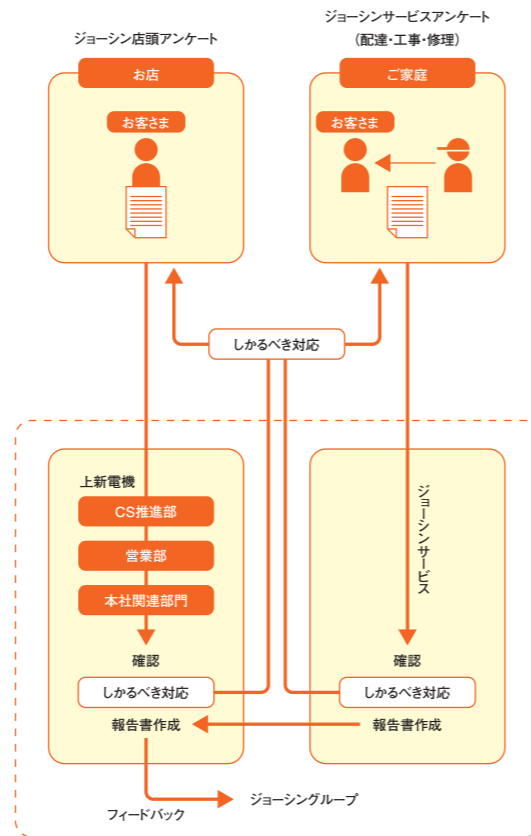 ジョーシン店頭アンケート
お店
お客さま
ジョーシンサービスアンケート
(配達・工事・修理)
ご家庭
お客さま
しかるべき対応
上新電機
CS推進部
営業部
本社関連部門
確認
しかるべき対応
報告書作成
ジョーシンサービス
確認
しかるべき対応
報告書作成
フィードバック
ジョーシングループ